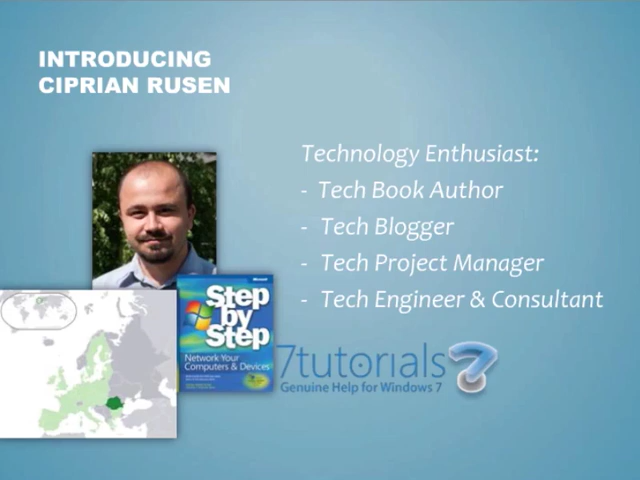 INTRODUCING
CIPRIAN RUSEN
Technology Enthusiast:
- Tech Book Author
- Tech Blogger
- Tech Project Manager
- Tech Engineer & Consultant
Microsoft
Step
by
Step
Network Your
Computers & Devices
7tutorials
Genuine Help for Windows 7